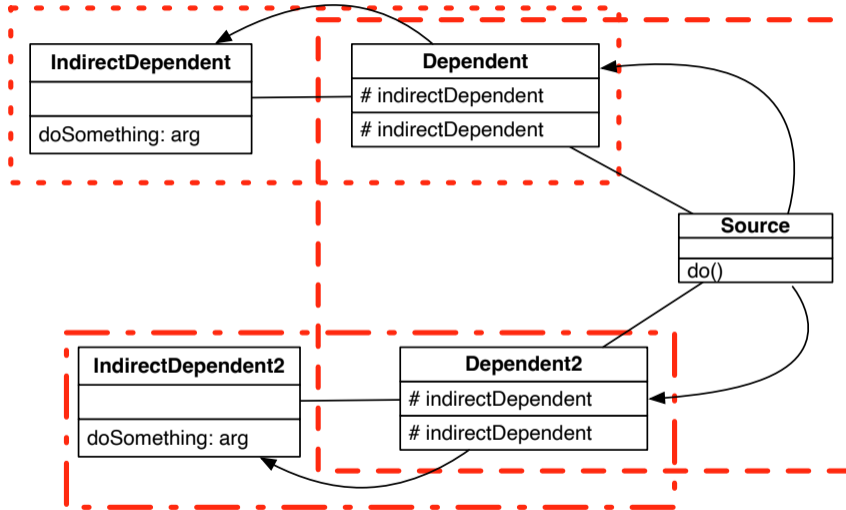 IndirectDependent
doSomething: arg
Dependent
# indirectDependent
# indirectDependent
Source
do()
IndirectDependent2
doSomething: arg
Dependent2
# indirectDependent
# indirectDependent